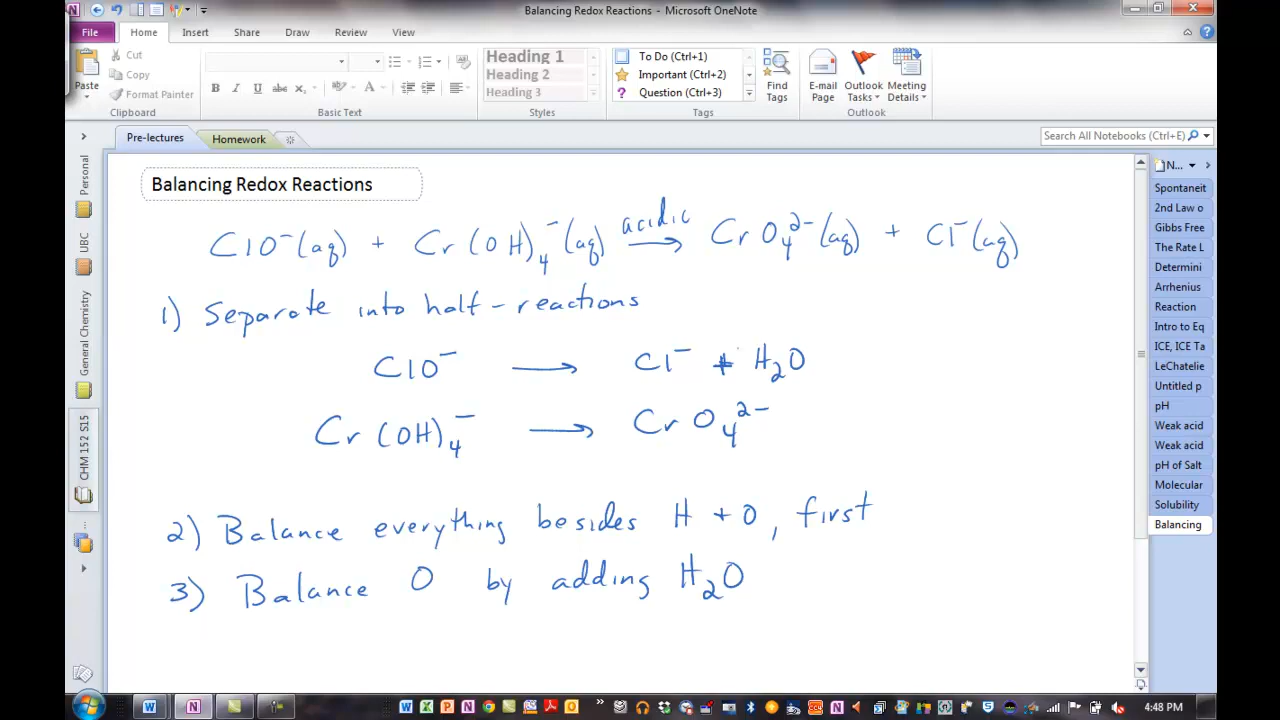 Balancing Redox Reactions - Microsoft OneNote
File Home Insert Share Draw Review View
Cut
Copy
Format Painter
Paste
Clipboard
B I U abc X₂ A
Basic Text
Heading 1
Heading 2
Heading 3
Styles
To Do (Ctrl+1)
Important (Ctrl+2)
Question (Ctrl+3)
Find Tags
Tags
E-mail Page
Outlook Tasks
Meeting Details
Outlook
Pre-lectures Homework
Search All Notebooks (Ctrl+E)
Personal
UBC
General Chemistry
CHM 152 S15
Balancing Redox Reactions
ClO⁻(aq) + Cr(OH)₄⁻(aq) acidic → CrO₄²⁻(aq) + Cl⁻(aq)
1) Separate into half-reactions
ClO⁻ → Cl⁻ + H₂O
Cr(OH)₄⁻ → CrO₄²⁻
2) Balance everything besides H + O, first
3) Balance O by adding H₂O
N...
Spontaneit
2nd Law o
Gibbs Free
The Rate L
Determini
Arrhenius
Reaction
Intro to Eq
ICE, ICE Ta
LeChatelie
Untitled p
pH
Weak acid
Weak acid
pH of Salt
Molecular
Solubility
Balancing
4:48 PM